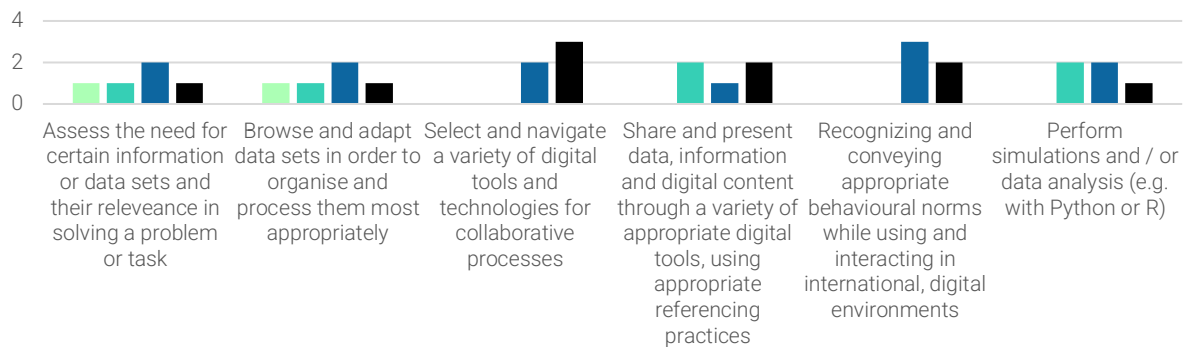 4
2
0
Assess the need for
certain information
or data sets and
their releveance in
solving a problem
or task
Browse and adapt
data sets in order to
organise and
process them most
appropriately
Select and navigate
a variety of digital
tools and
technologies for
collaborative
processes
Share and present
data, information
and digital content
through a variety of
appropriate digital
tools, using
appropriate
referencing
practices
Recognizing and
conveying
appropriate
behavioural norms
while using and
interacting in
international, digital
environments
Perform
simulations and / or
data analysis (e.g.
with Python or R)